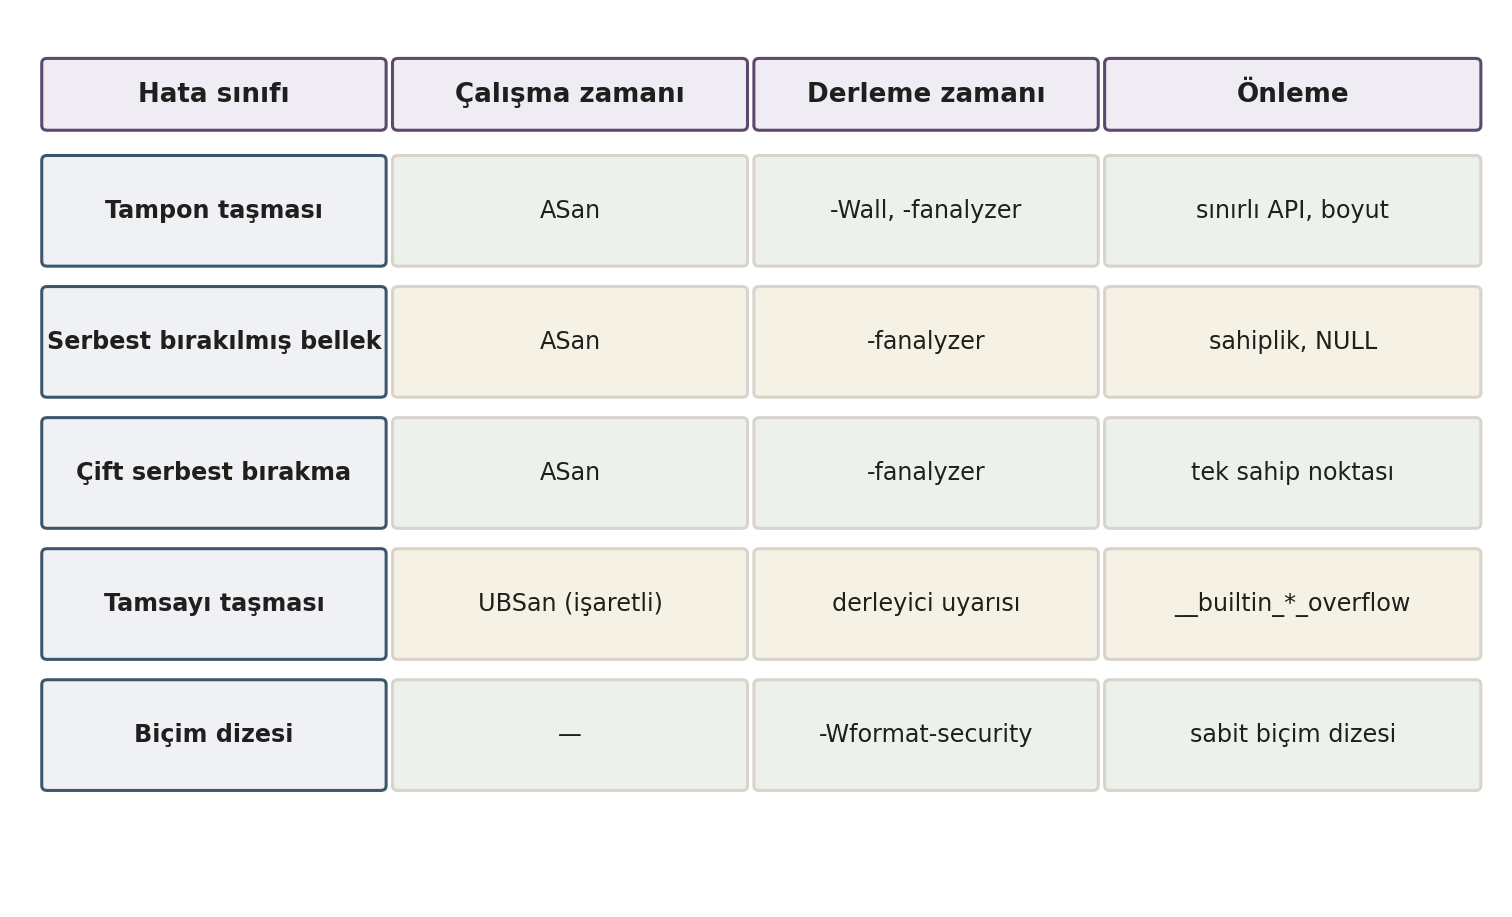 Hata sınıfı
Çalışma zamanı
Derleme zamanı
Önleme
Tampon taşması
ASan
-Wall, -fanalyzer
sınırlı API, boyut
Serbest bırakılmış bellek
ASan
-fanalyzer
sahiplik, NULL
Çift serbest bırakma
ASan
-fanalyzer
tek sahip noktası
Tamsayı taşması
UBSan (işaretli)
derleyici uyarısı
__builtin_*_overflow
Biçim dizesi
—
-Wformat-security
sabit biçim dizesi